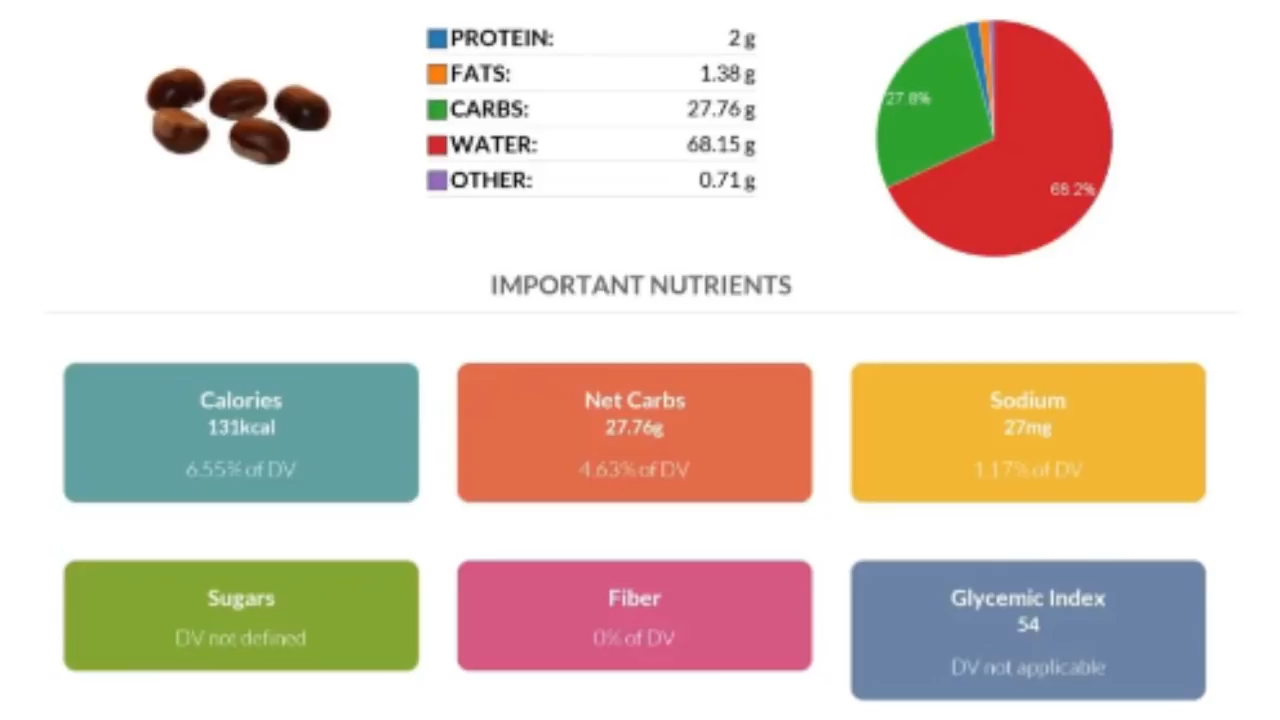 PROTEIN: 2 g
FATS: 1.38 g
CARBS: 27.76 g
WATER: 68.15 g
OTHER: 0.71 g
27.8%
68.2%
IMPORTANT NUTRIENTS
Calories
131kcal
6.55% of DV
Net Carbs
27.76g
4.63% of DV
Sodium
27mg
1.17% of DV
Sugars
DV not defined
Fiber
0% of DV
Glycemic Index
54
DV not applicable